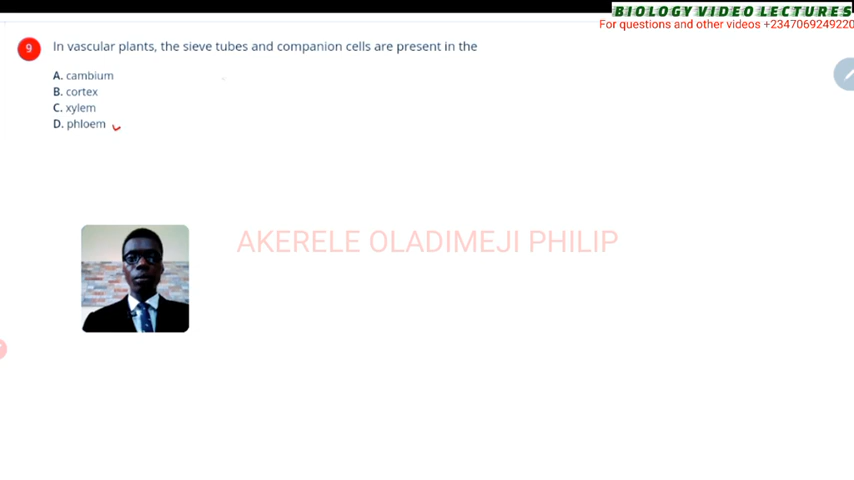 BIOLOGY VIDEO LECTURES
For questions and other videos +2347069249220
9 In vascular plants, the sieve tubes and companion cells are present in the
A. cambium
B. cortex
C. xylem
D. phloem
AKERELE OLADIMEJI PHILIP